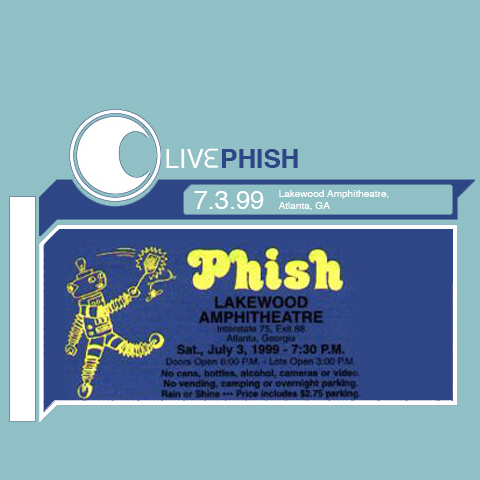 LIVEPHISH
7.3.99
Lakewood Amphitheatre,
Atlanta, GA
Phish
LAKEWOOD
AMPHITHEATRE
Interstate 75, Exit 88
Atlanta, Georgia
Sat., July 3, 1999 - 7:30 P.M.
Doors Open 6:00 P.M. - Lots Open 3:00 P.M.
No cans, bottles, alcohol, cameras or video.
No vending, camping or overnight parking.
Rain or Shine ••• Price includes $2.75 parking.